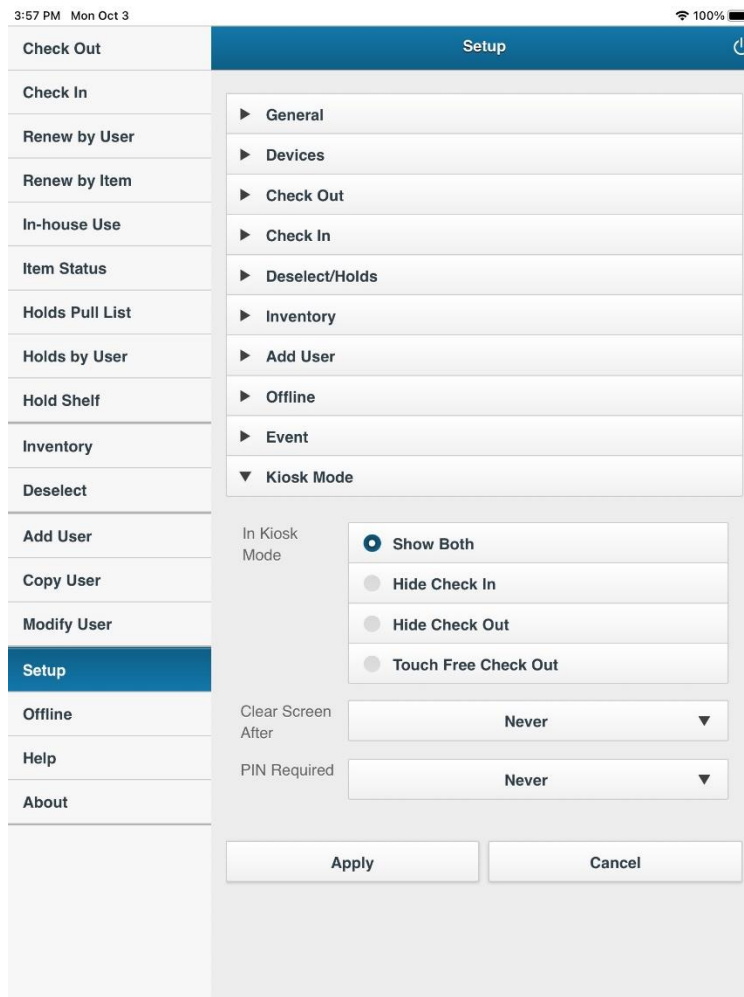 3:57 PM Mon Oct 3
100%
Check Out
Check In
Renew by User
Renew by Item
In-house Use
Item Status
Holds Pull List
Holds by User
Hold Shelf
Inventory
Deselect
Add User
Copy User
Modify User
Setup
Offline
Help
About
Setup
General
Devices
Check Out
Check In
Deselect/Holds
Inventory
Add User
Offline
Event
Kiosk Mode
In Kiosk
Mode
Show Both
Hide Check In
Hide Check Out
Touch Free Check Out
Clear Screen
After
Never
PIN Required
Never
Apply
Cancel